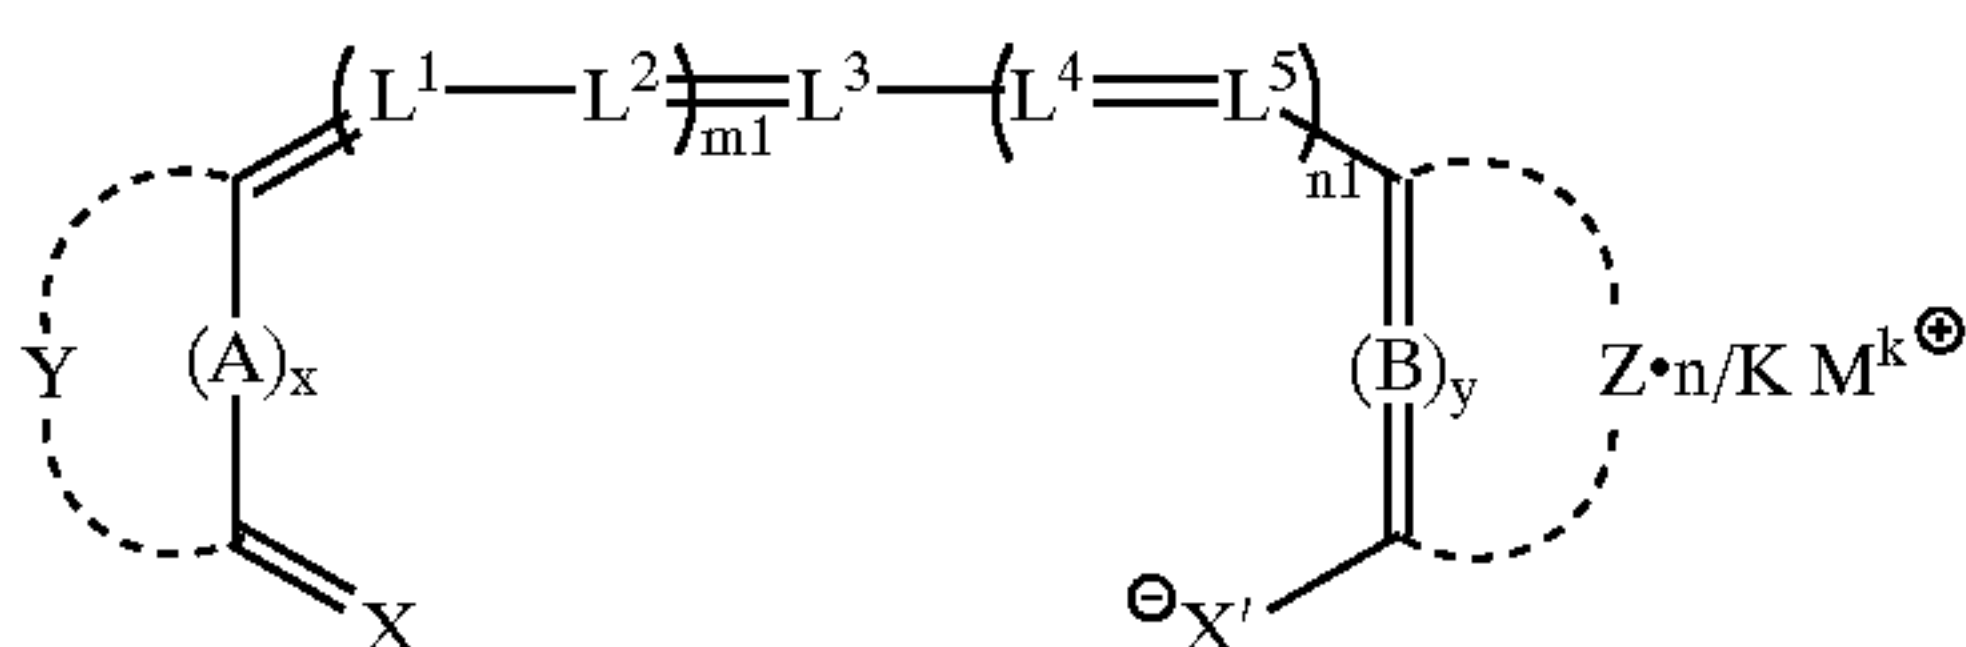 (L¹—L²)m1=L³—(L⁴=L⁵)n1
Y (A)x (B)y Z•n/K Mᵏ⊕
X ⊖X'